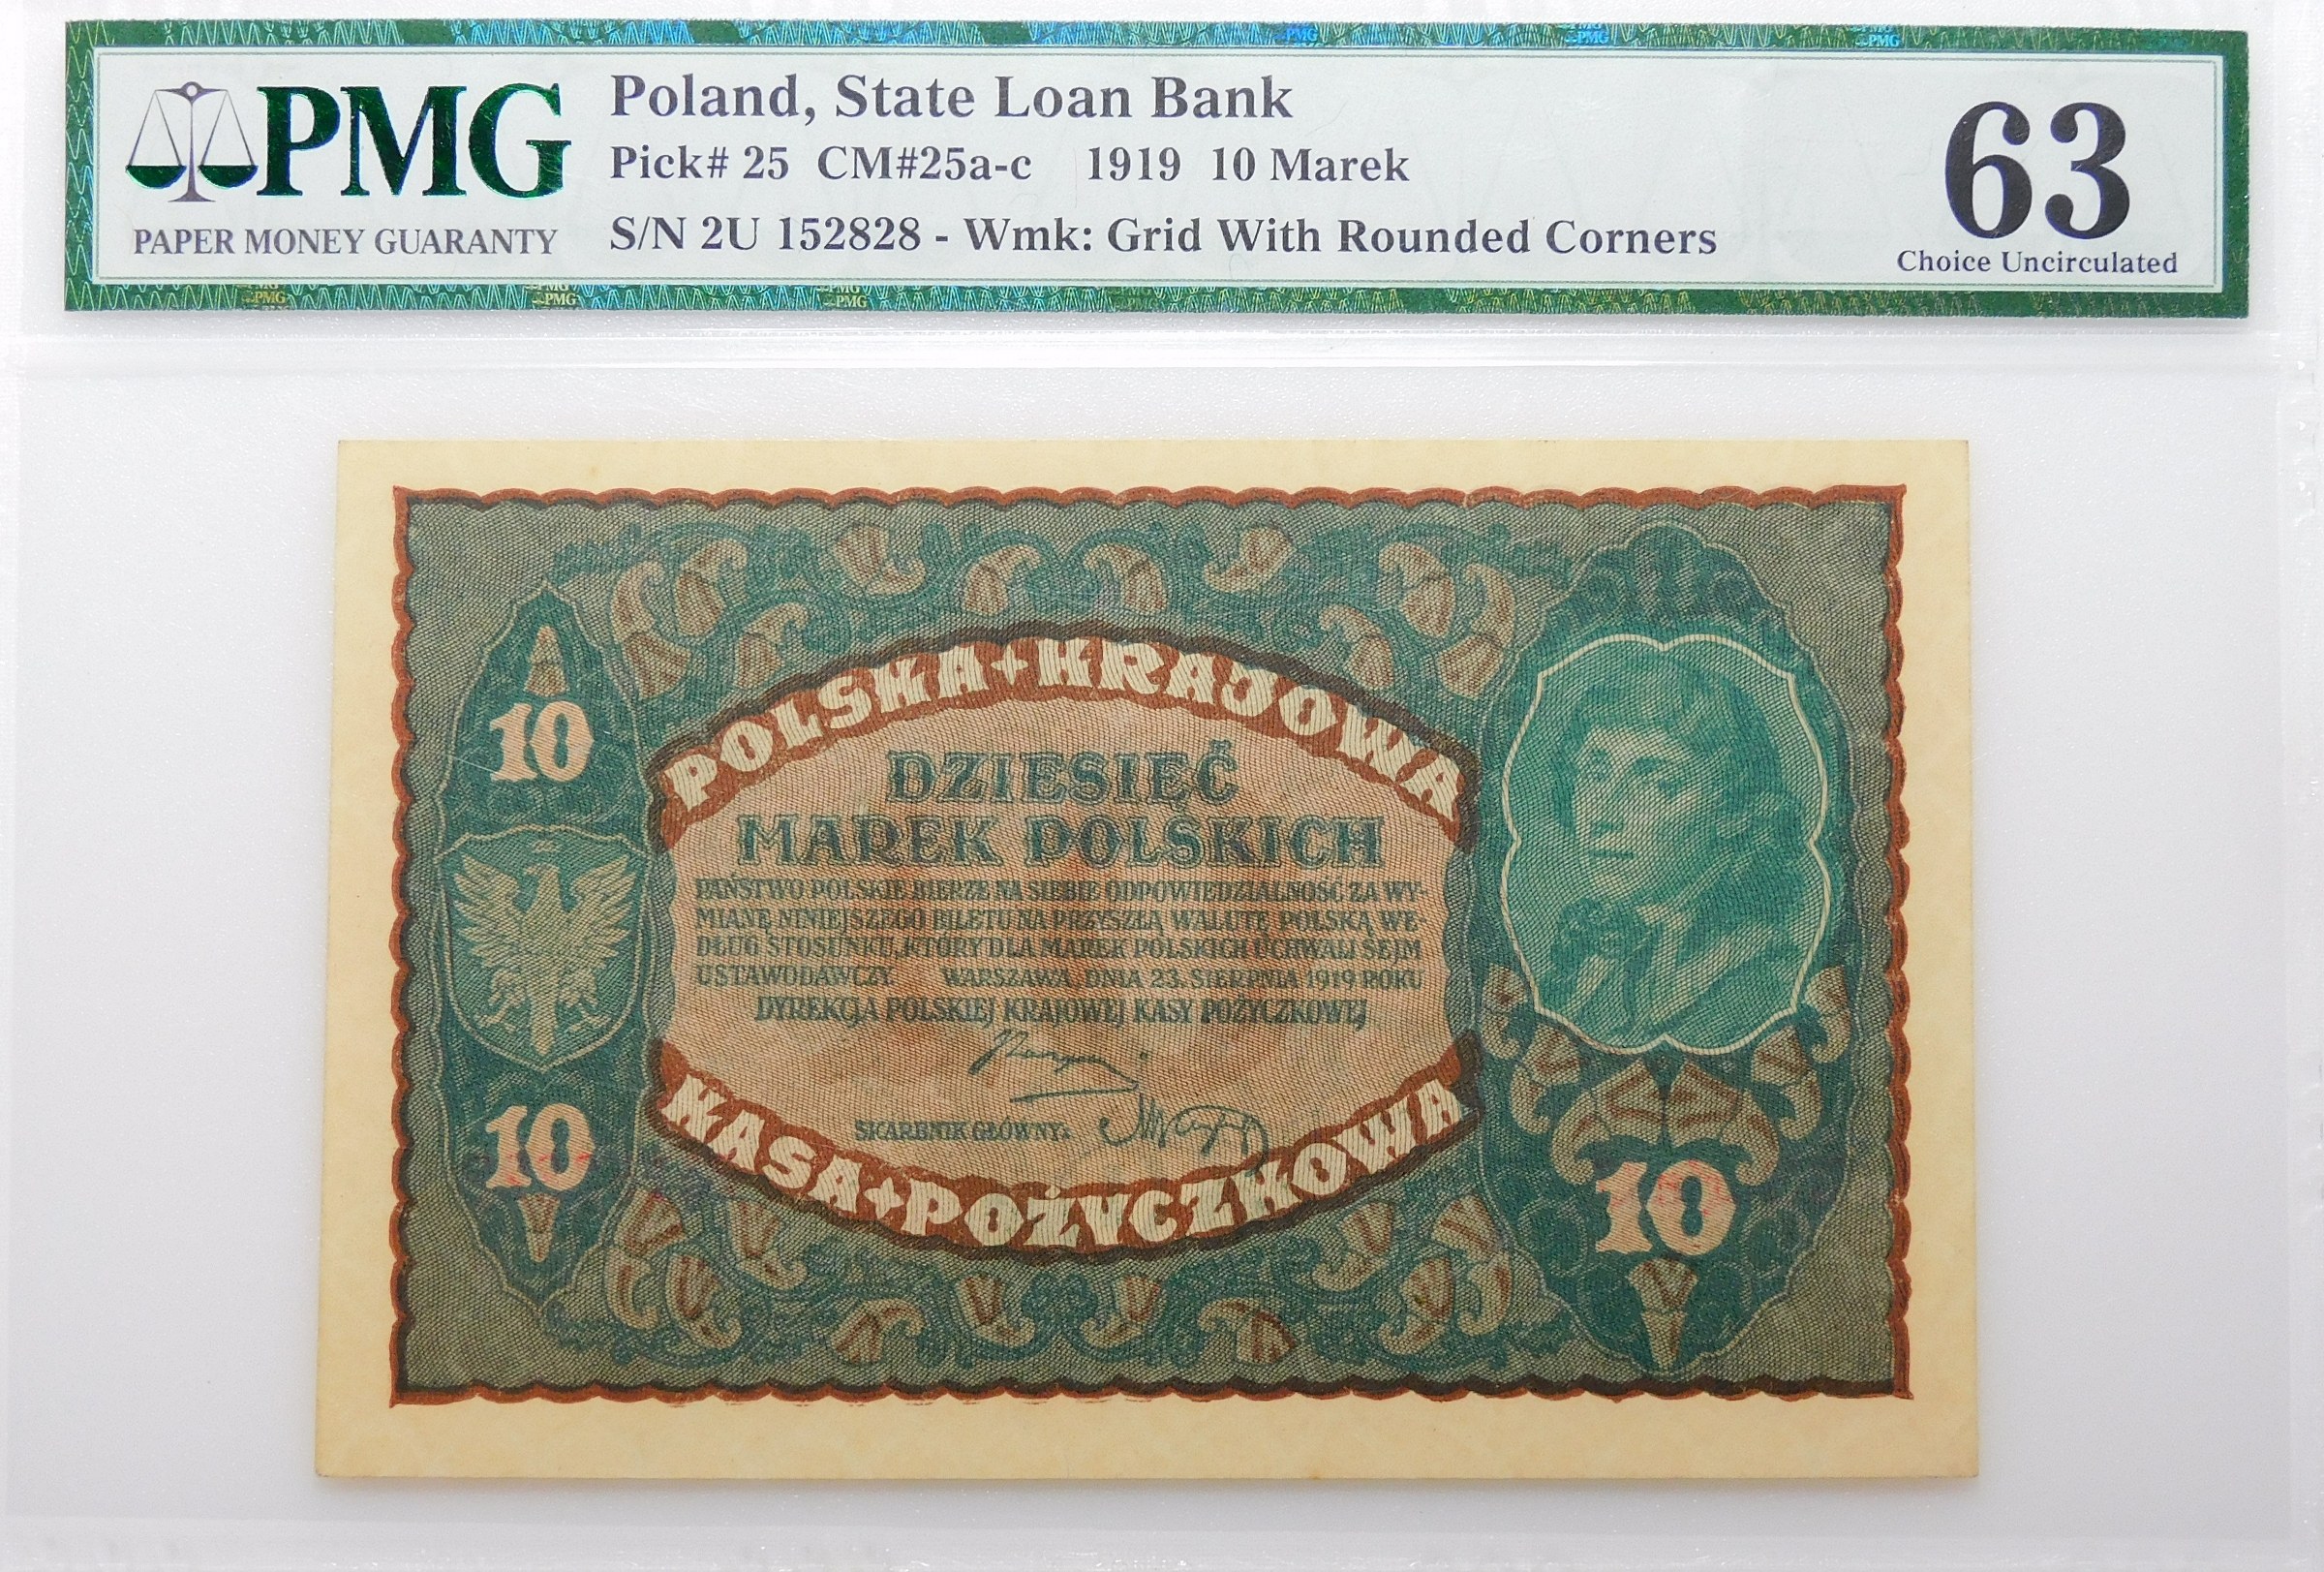 PMG
PAPER MONEY GUARANTY
Poland, State Loan Bank
Pick# 25 CM#25a-c 1919 10 Marek
S/N 2U 152828 - Wmk: Grid With Rounded Corners
63
Choice Uncirculated
POLSKA + KRAJOWA
10
DZIESIĘĆ
MAREK POLSKICH
PAŃSTWO POLSKIE BIERZE NA SIEBIE ODPOWIEDZIALNOŚĆ ZA WY-
MIANĘ NINIEJSZEGO BILETU NA PRZYSZŁĄ WALUTĘ POLSKĄ WE-
DŁUG STOSUNKU, KTÓRY DLA MAREK POLSKICH UCHWALI SEJM
USTAWODAWCZY. WARSZAWA, DNIA 23. SIERPNIA 1919 ROKU
DYREKCJA POLSKIEJ KRAJOWEJ KASY POŻYCZKOWEJ
SKARBNIK GŁÓWNY:
10
KASA + POŻYCZKOWA
10